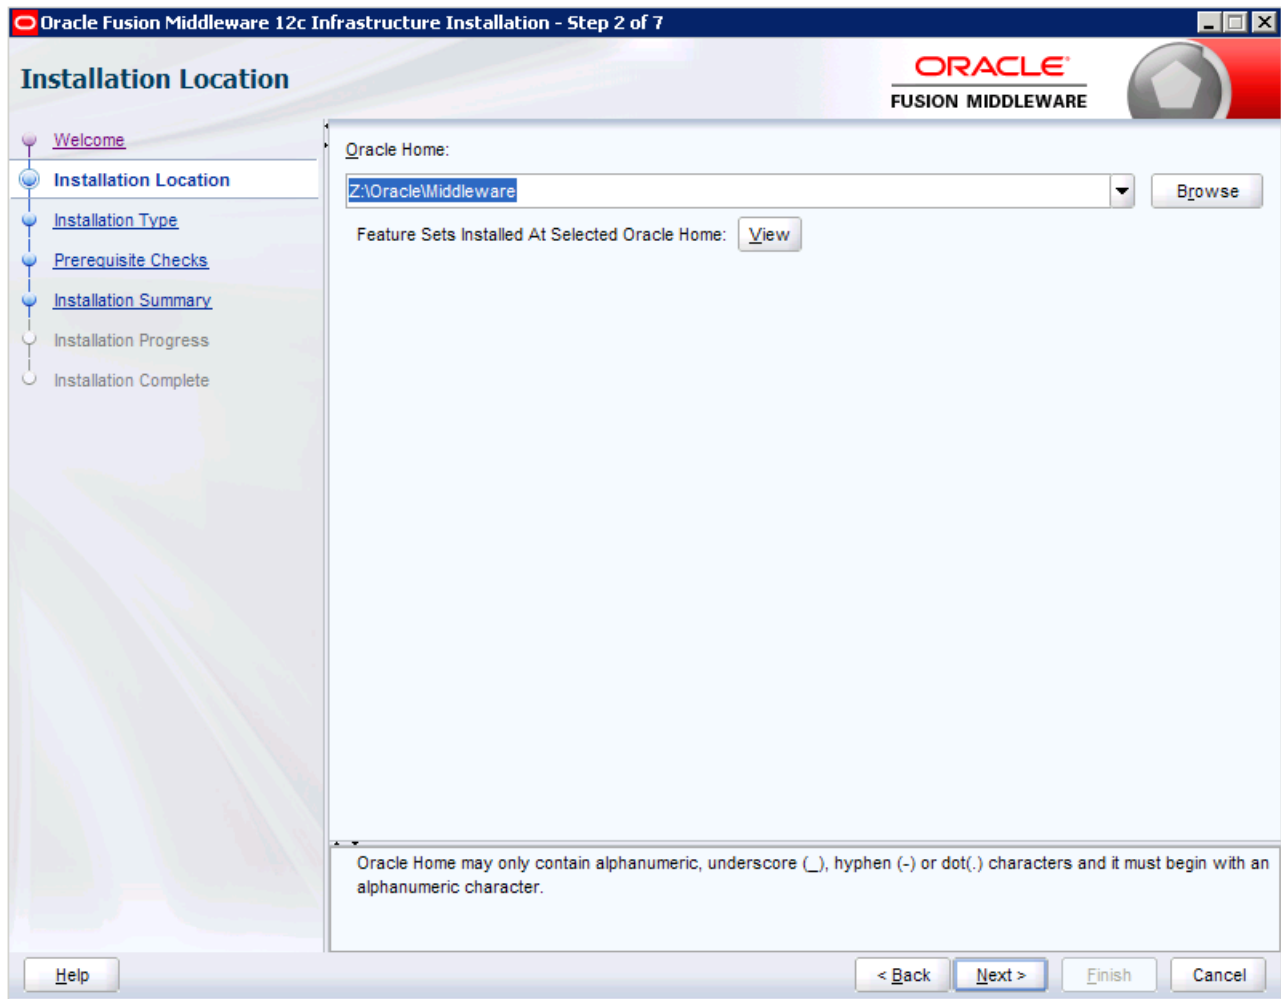 Oracle Fusion Middleware 12c Infrastructure Installation - Step 2 of 7
Installation Location
ORACLE
FUSION MIDDLEWARE
Welcome
Installation Location
Installation Type
Prerequisite Checks
Installation Summary
Installation Progress
Installation Complete
Oracle Home:
Z:\Oracle\Middleware
Browse
Feature Sets Installed At Selected Oracle Home:
View
Oracle Home may only contain alphanumeric, underscore (_), hyphen (-) or dot(.) characters and it must begin with an
alphanumeric character.
Help
< Back
Next >
Finish
Cancel